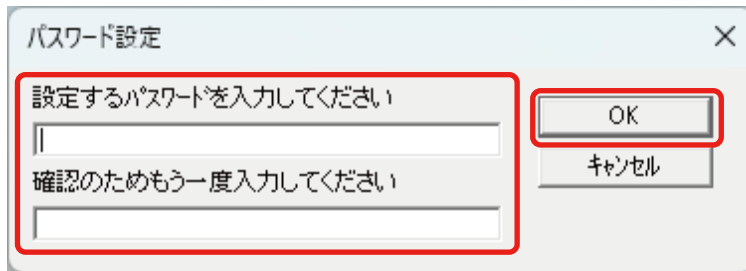 パスワード設定
設定するパスワードを入力してください
OK
キャンセル
確認のためもう一度入力してください